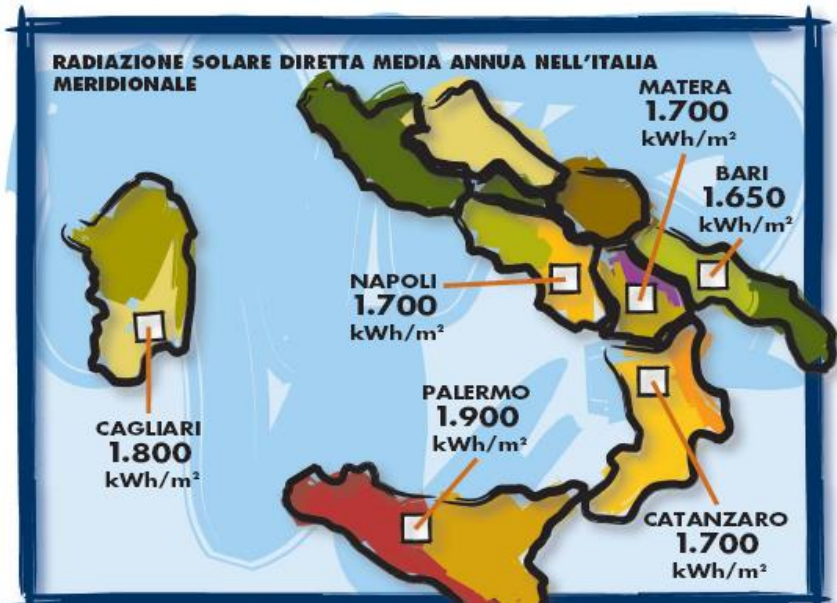 RADIAZIONE SOLARE DIRETTA MEDIA ANNUA NELL'ITALIA
MERIDIONALE
MATERA
1.700
kWh/m²
BARI
1.650
kWh/m²
NAPOLI
1.700
kWh/m²
PALERMO
1.900
kWh/m²
CAGLIARI
1.800
kWh/m²
CATANZARO
1.700
kWh/m²